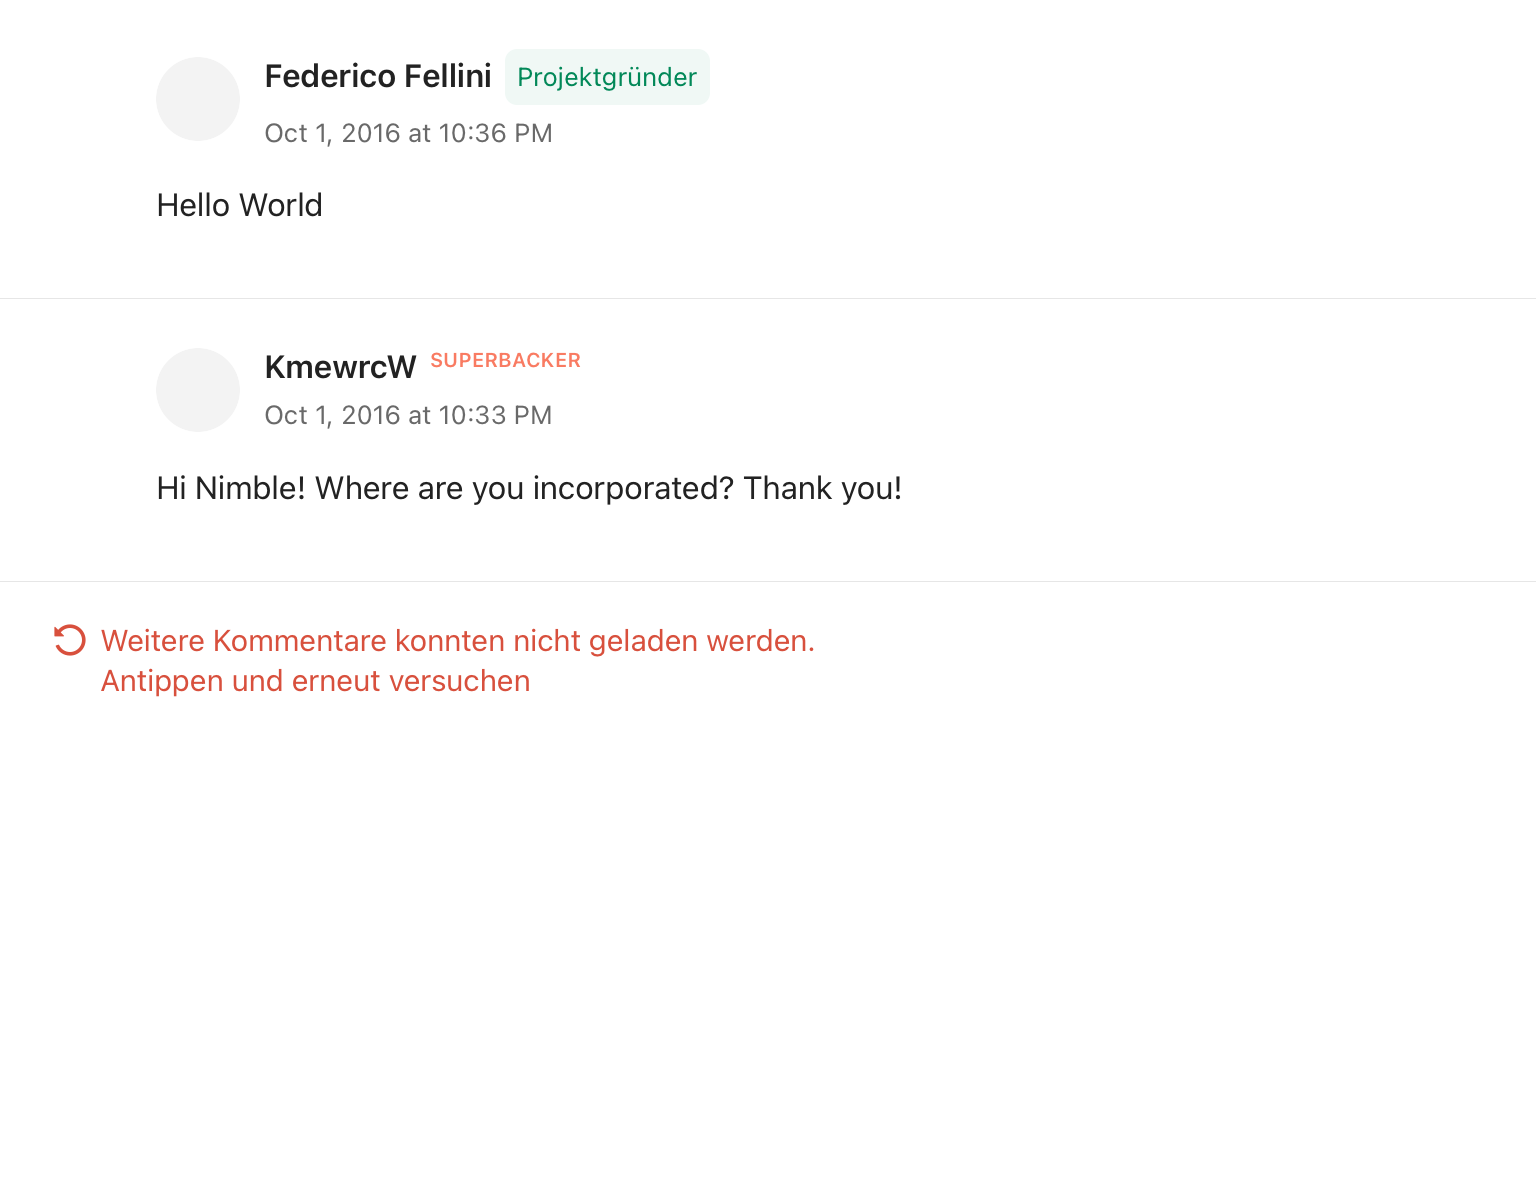 Federico Fellini Projektgründer
Oct 1, 2016 at 10:36 PM
Hello World
KmewrcW SUPERBACKER
Oct 1, 2016 at 10:33 PM
Hi Nimble! Where are you incorporated? Thank you!
Weitere Kommentare konnten nicht geladen werden.
Antippen und erneut versuchen